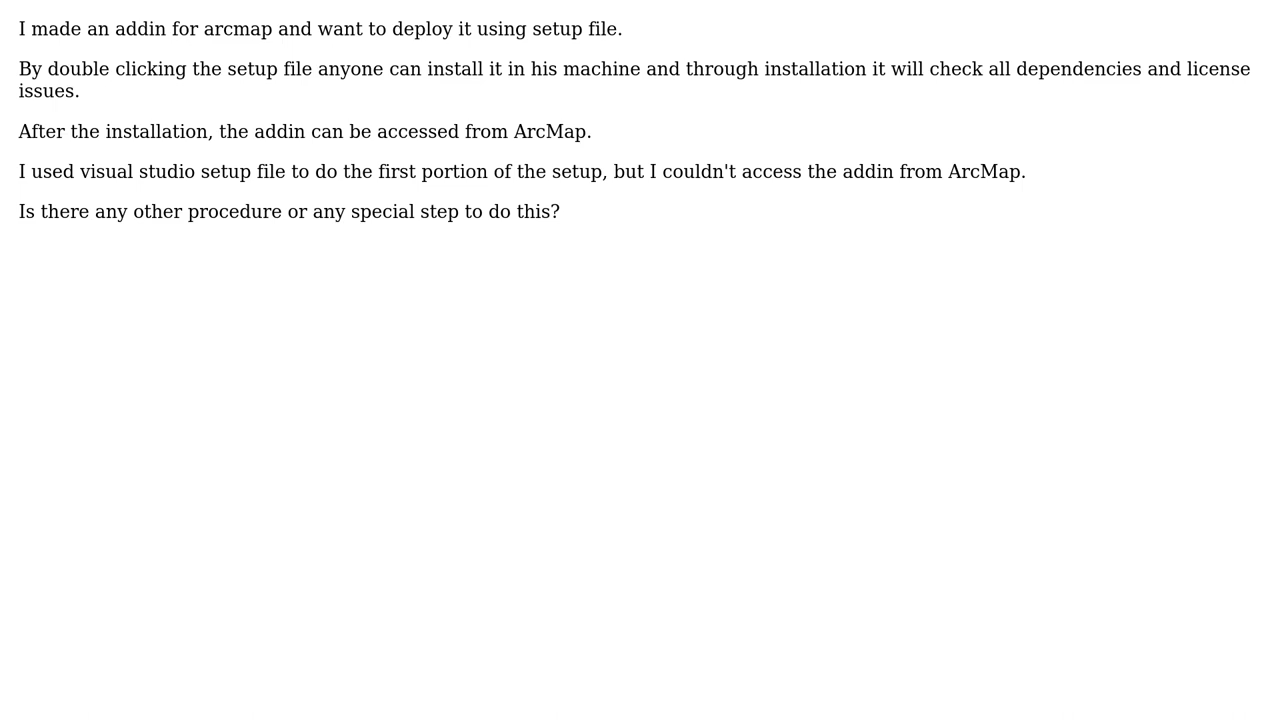 I made an addin for arcmap and want to deploy it using setup file.
By double clicking the setup file anyone can install it in his machine and through installation it will check all dependencies and license
issues.
After the installation, the addin can be accessed from ArcMap.
I used visual studio setup file to do the first portion of the setup, but I couldn't access the addin from ArcMap.
Is there any other procedure or any special step to do this?